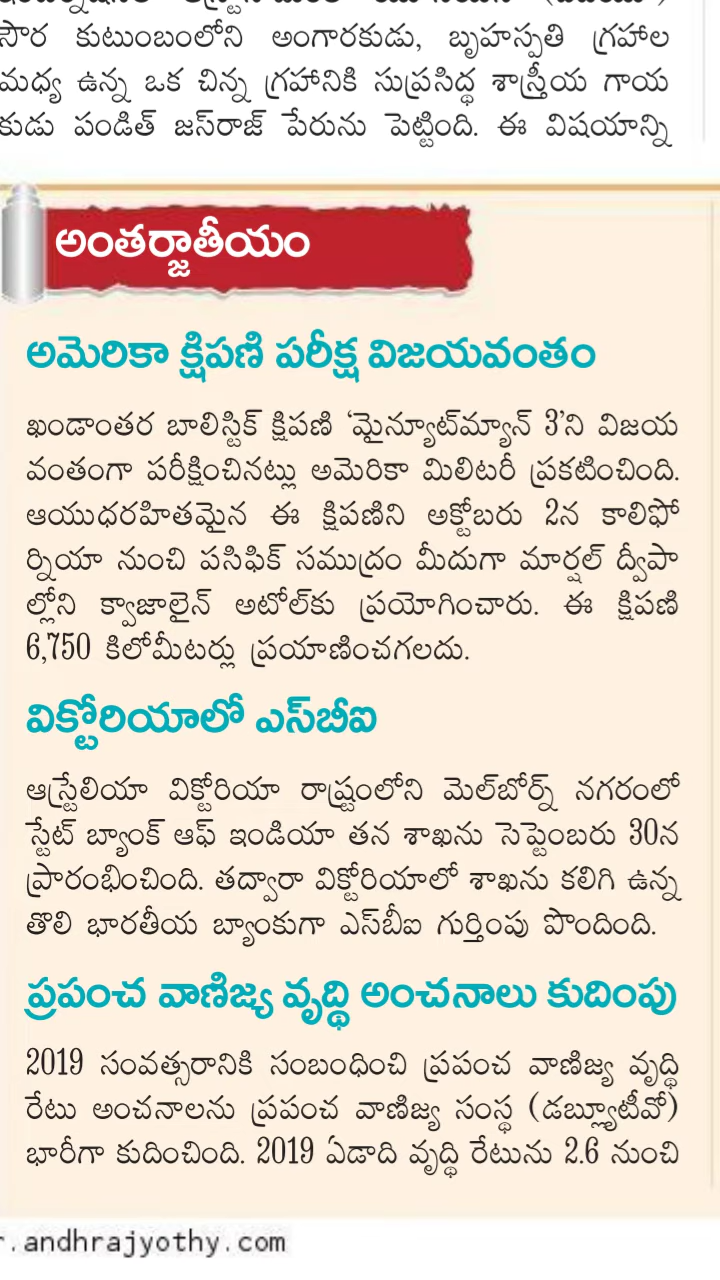 సౌర కుటుంబంలోని అంగారకుడు, బృహస్పతి గ్రహాల
మధ్య ఉన్న ఒక చిన్న గ్రహానికి సుప్రసిద్ధ శాస్త్రీయ గాయ
కుడు పండిత్ జస్‌రాజ్ పేరును పెట్టింది. ఈ విషయాన్ని
అంతర్జాతీయం
అమెరికా క్షిపణి పరీక్ష విజయవంతం
ఖండాంతర బాలిస్టిక్ క్షిపణి ‘మైన్యూట్‌మ్యాన్ 3’ని విజయ
వంతంగా పరీక్షించినట్లు అమెరికా మిలిటరీ ప్రకటించింది.
ఆయుధరహితమైన ఈ క్షిపణిని అక్టోబరు 2న కాలిఫో
ర్నియా నుంచి పసిఫిక్ సముద్రం మీదుగా మార్షల్ ద్వీపా
ల్లోని క్వాజాలైన్ అటోల్‌కు ప్రయోగించారు. ఈ క్షిపణి
6,750 కిలోమీటర్లు ప్రయాణించగలదు.
విక్టోరియాలో ఎస్‌బీఐ
ఆస్ట్రేలియా విక్టోరియా రాష్ట్రంలోని మెల్‌బోర్న్ నగరంలో
స్టేట్ బ్యాంక్ ఆఫ్ ఇండియా తన శాఖను సెప్టెంబరు 30న
ప్రారంభించింది. తద్వారా విక్టోరియాలో శాఖను కలిగి ఉన్న
తొలి భారతీయ బ్యాంకుగా ఎస్‌బీఐ గుర్తింపు పొందింది.
ప్రపంచ వాణిజ్య వృద్ధి అంచనాలు కుదింపు
2019 సంవత్సరానికి సంబంధించి ప్రపంచ వాణిజ్య వృద్ధి
రేటు అంచనాలను ప్రపంచ వాణిజ్య సంస్థ (డబ్ల్యూటీవో)
భారీగా కుదించింది. 2019 ఏడాది వృద్ధి రేటును 2.6 నుంచి
r.andhrajyothy.com